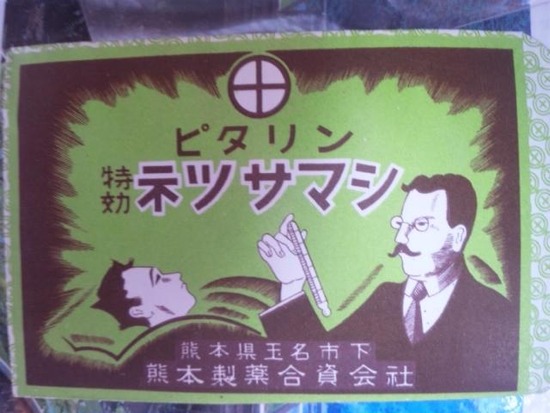 ピタリン
特効 ネツサマシ
熊本県玉名市下
熊本製薬合資会社